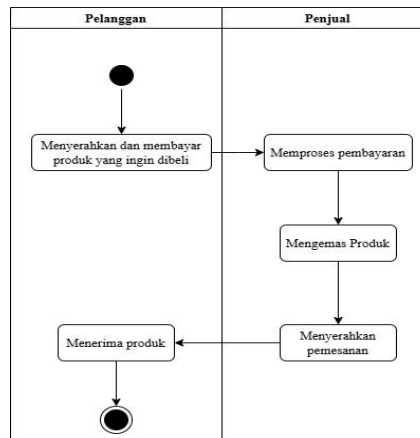 Pelanggan
Penjual
Menyerahkan dan membayar
produk yang ingin dibeli
Memproses pembayaran
Mengemas Produk
Menyerahkan
pemesanan
Menerima produk